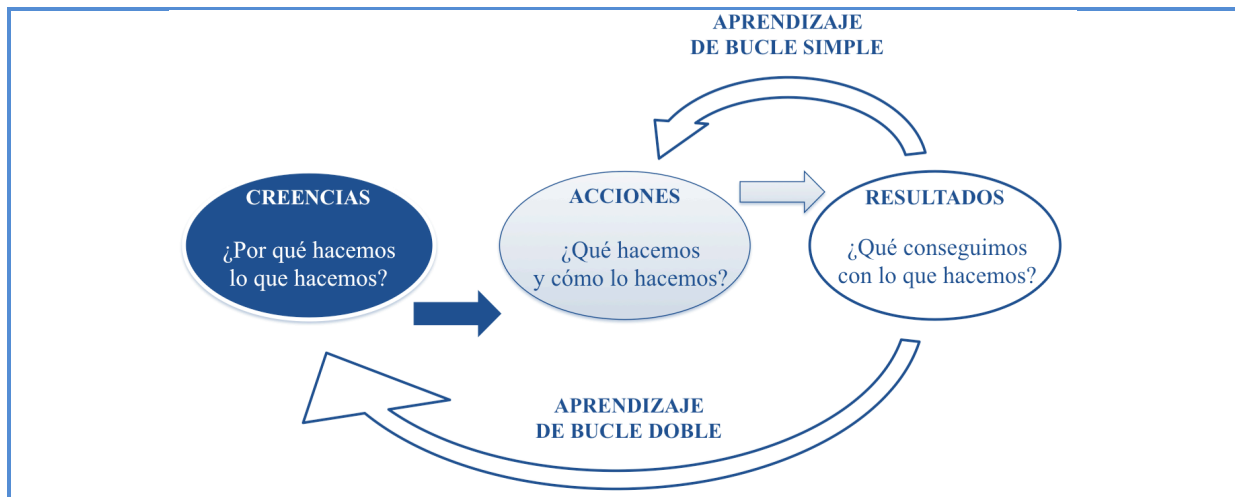 APRENDIZAJE
DE BUCLE SIMPLE
CREENCIAS
¿Por qué hacemos
lo que hacemos?
ACCIONES
¿Qué hacemos
y cómo lo hacemos?
RESULTADOS
¿Qué conseguimos
con lo que hacemos?
APRENDIZAJE
DE BUCLE DOBLE